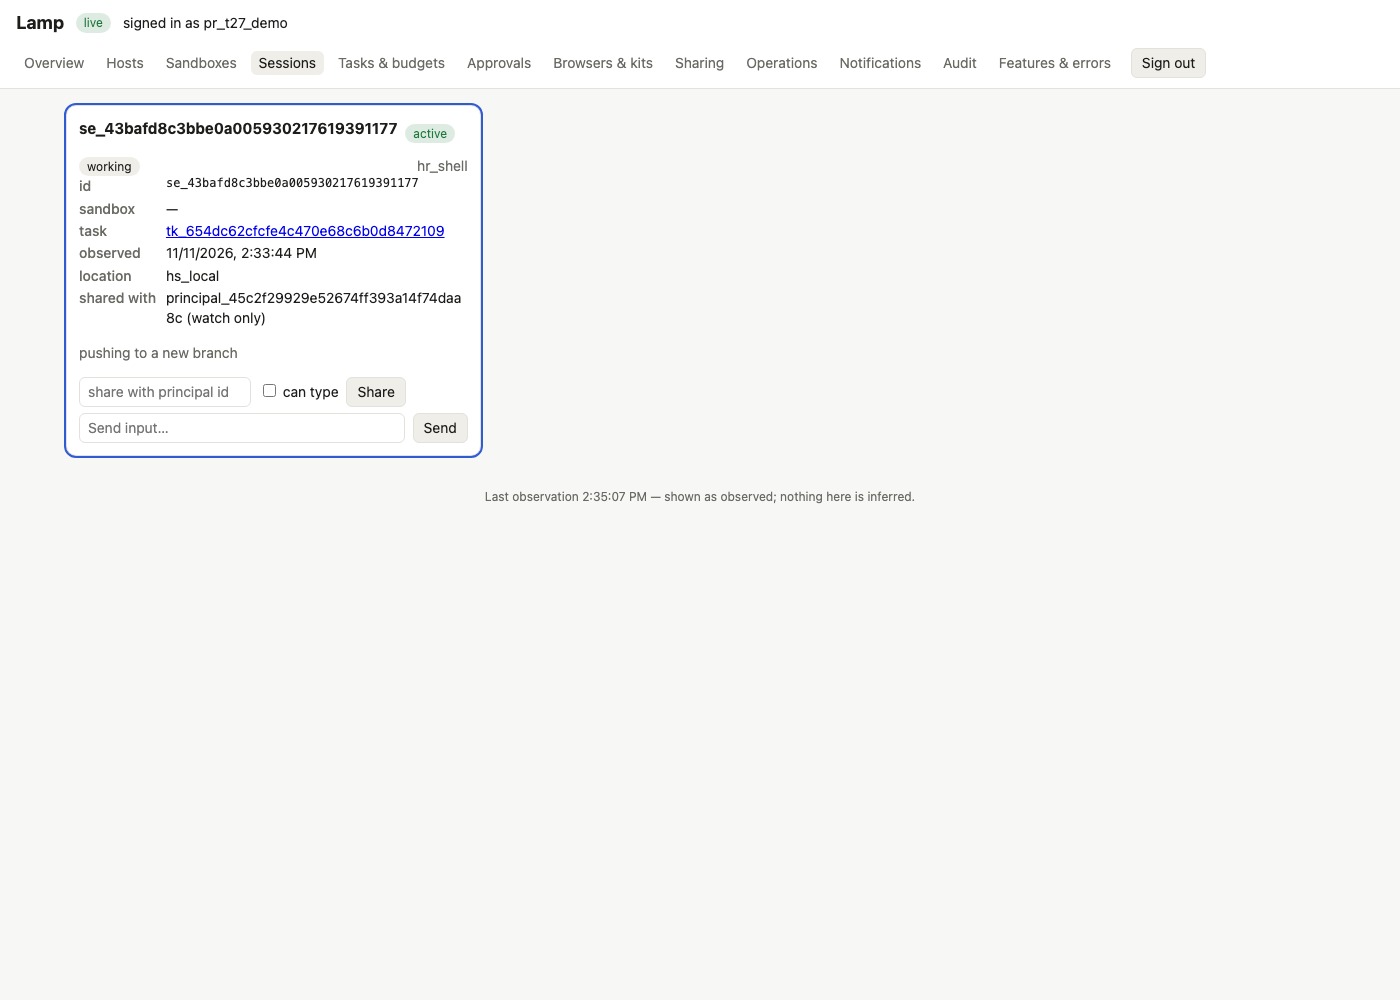 Lamp live signed in as pr_t27_demo
Overview Hosts Sandboxes Sessions Tasks & budgets Approvals Browsers & kits Sharing Operations Notifications Audit Features & errors Sign out
se_43bafd8c3bbe0a005930217619391177 active
working hr_shell
id se_43bafd8c3bbe0a005930217619391177
sandbox —
task tk_654dc62cfcfe4c470e68c6b0d8472109
observed 11/11/2026, 2:33:44 PM
location hs_local
shared with principal_45c2f29929e52674ff393a14f74daa
8c (watch only)
pushing to a new branch
share with principal id can type Share
Send input... Send
Last observation 2:35:07 PM — shown as observed; nothing here is inferred.